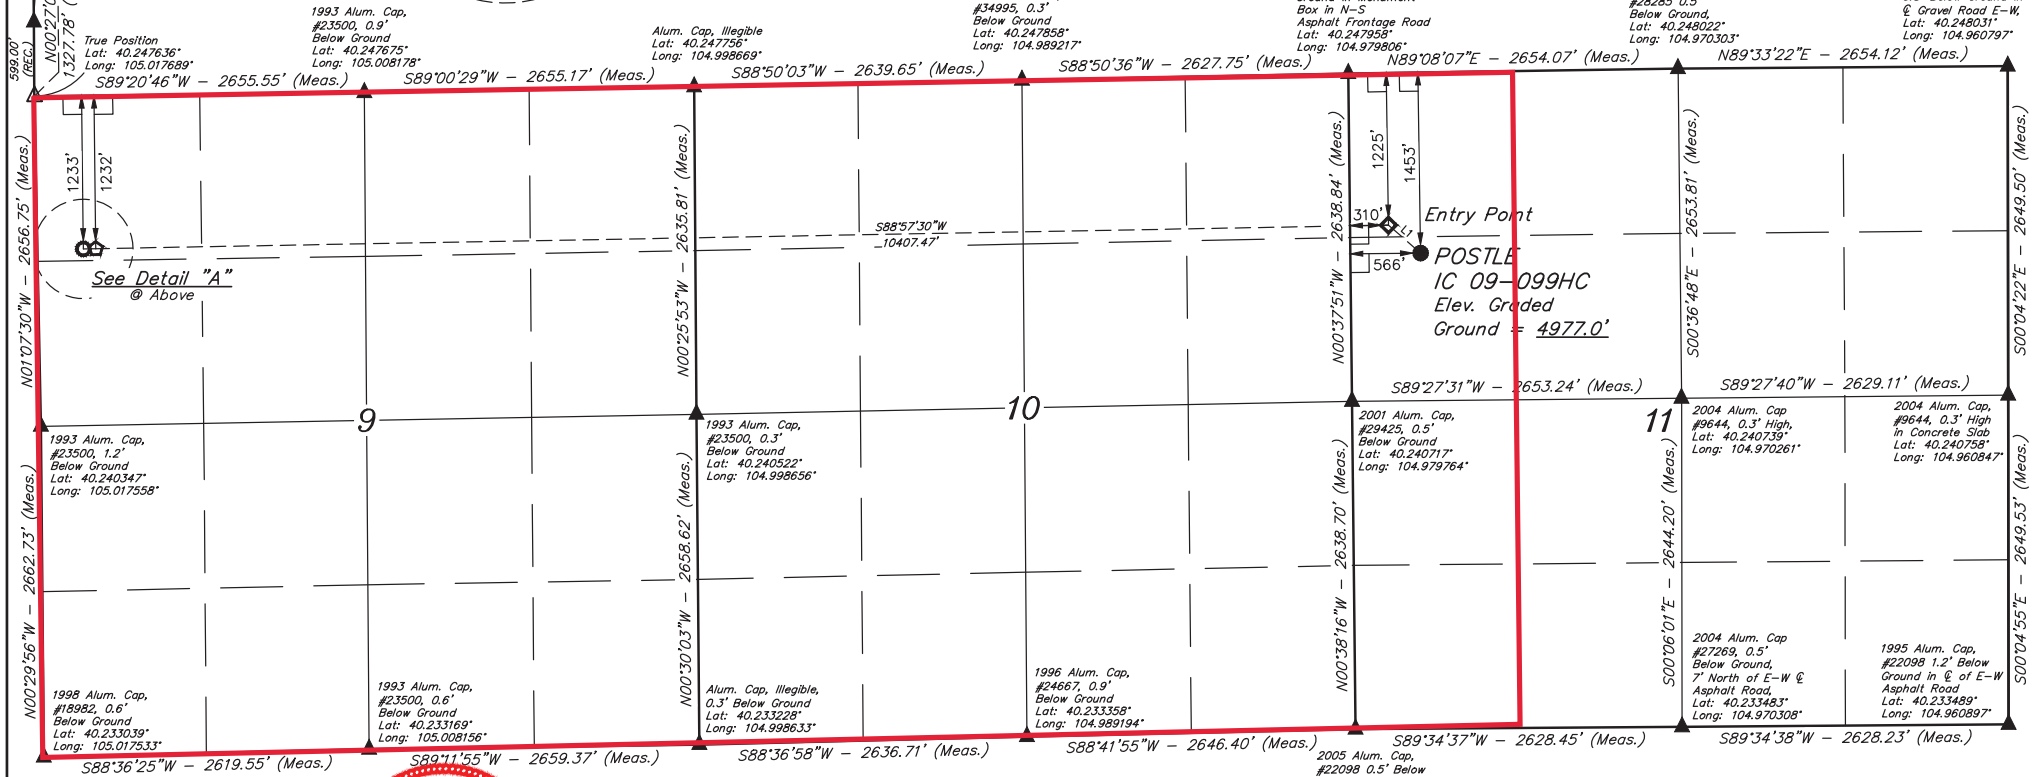 599.00'
(REC.)
N00°27'0
1327.78' (
True Position
Lat: 40.247636°
Long: 105.017689°
1993 Alum. Cap,
#23500, 0.9'
Below Ground
Lat: 40.247675°
Long: 105.008178°
Alum. Cap, Illegible
Lat: 40.247756°
Long: 104.998669°
#34995, 0.3'
Below Ground
Lat: 40.247858°
Long: 104.989217°
Box in N-S
Asphalt Frontage Road
Lat: 40.247958°
Long: 104.979806°
#28285 0.5'
Below Ground,
Lat: 40.248022°
Long: 104.970303°
℄ Gravel Road E-W,
Lat: 40.248031°
Long: 104.960797°
S89°20'46"W - 2655.55' (Meas.)
S89°00'29"W - 2655.17' (Meas.)
S88°50'03"W - 2639.65' (Meas.)
S88°50'36"W - 2627.75' (Meas.)
N89°08'07"E - 2654.07' (Meas.)
N89°33'22"E - 2654.12' (Meas.)
N01°07'30"W - 2656.75' (Meas.)
1233'
1232'
N00°25'53"W - 2635.81' (Meas.)
N00°37'51"W - 2638.84' (Meas.)
1225'
1453'
S00°36'48"E - 2653.81' (Meas.)
S00°04'22"E - 2649.50' (Meas.)
S88°57'30"W
10407.47'
310'
L1
566'
Entry Point
POSTLE
IC 09-099HC
Elev. Graded
Ground = 4977.0'
See Detail "A"
@ Above
S89°27'31"W - 2653.24' (Meas.)
S89°27'40"W - 2629.11' (Meas.)
9
10
11
1993 Alum. Cap,
#23500, 1.2'
Below Ground
Lat: 40.240347°
Long: 105.017558°
1993 Alum. Cap,
#23500, 0.3'
Below Ground
Lat: 40.240522°
Long: 104.998656°
2001 Alum. Cap,
#29425, 0.5'
Below Ground
Lat: 40.240717°
Long: 104.979764°
2004 Alum. Cap
#9644, 0.3' High,
Lat: 40.240739°
Long: 104.970261°
2004 Alum. Cap,
#9644, 0.3' High
in Concrete Slab
Lat: 40.240758°
Long: 104.960847°
N00°29'56"W - 2662.73' (Meas.)
N00°30'03"W - 2658.62' (Meas.)
N00°38'16"W - 2638.70' (Meas.)
S00°06'01"E - 2644.20' (Meas.)
S00°04'55"E - 2649.53' (Meas.)
1998 Alum. Cap,
#18982, 0.6'
Below Ground
Lat: 40.233039°
Long: 105.017533°
1993 Alum. Cap,
#23500, 0.6'
Below Ground
Lat: 40.233169°
Long: 105.008156°
Alum. Cap, Illegible,
0.3' Below Ground
Lat: 40.233228°
Long: 104.998633°
1996 Alum. Cap,
#24667, 0.9'
Below Ground
Lat: 40.233358°
Long: 104.989194°
2004 Alum. Cap
#27269, 0.5'
Below Ground,
7' North of E-W ℄
Asphalt Road,
Lat: 40.233483°
Long: 104.970308°
1995 Alum. Cap,
#22098 1.2' Below
Ground in ℄ of E-W
Asphalt Road
Lat: 40.233489°
Long: 104.960897°
S88°36'25"W - 2619.55' (Meas.)
S89°11'55"W - 2659.37' (Meas.)
S88°36'58"W - 2636.71' (Meas.)
S88°41'55"W - 2646.40' (Meas.)
S89°34'37"W - 2628.45' (Meas.)
S89°34'38"W - 2628.23' (Meas.)
2005 Alum. Cap,
#22098 0.5' Below